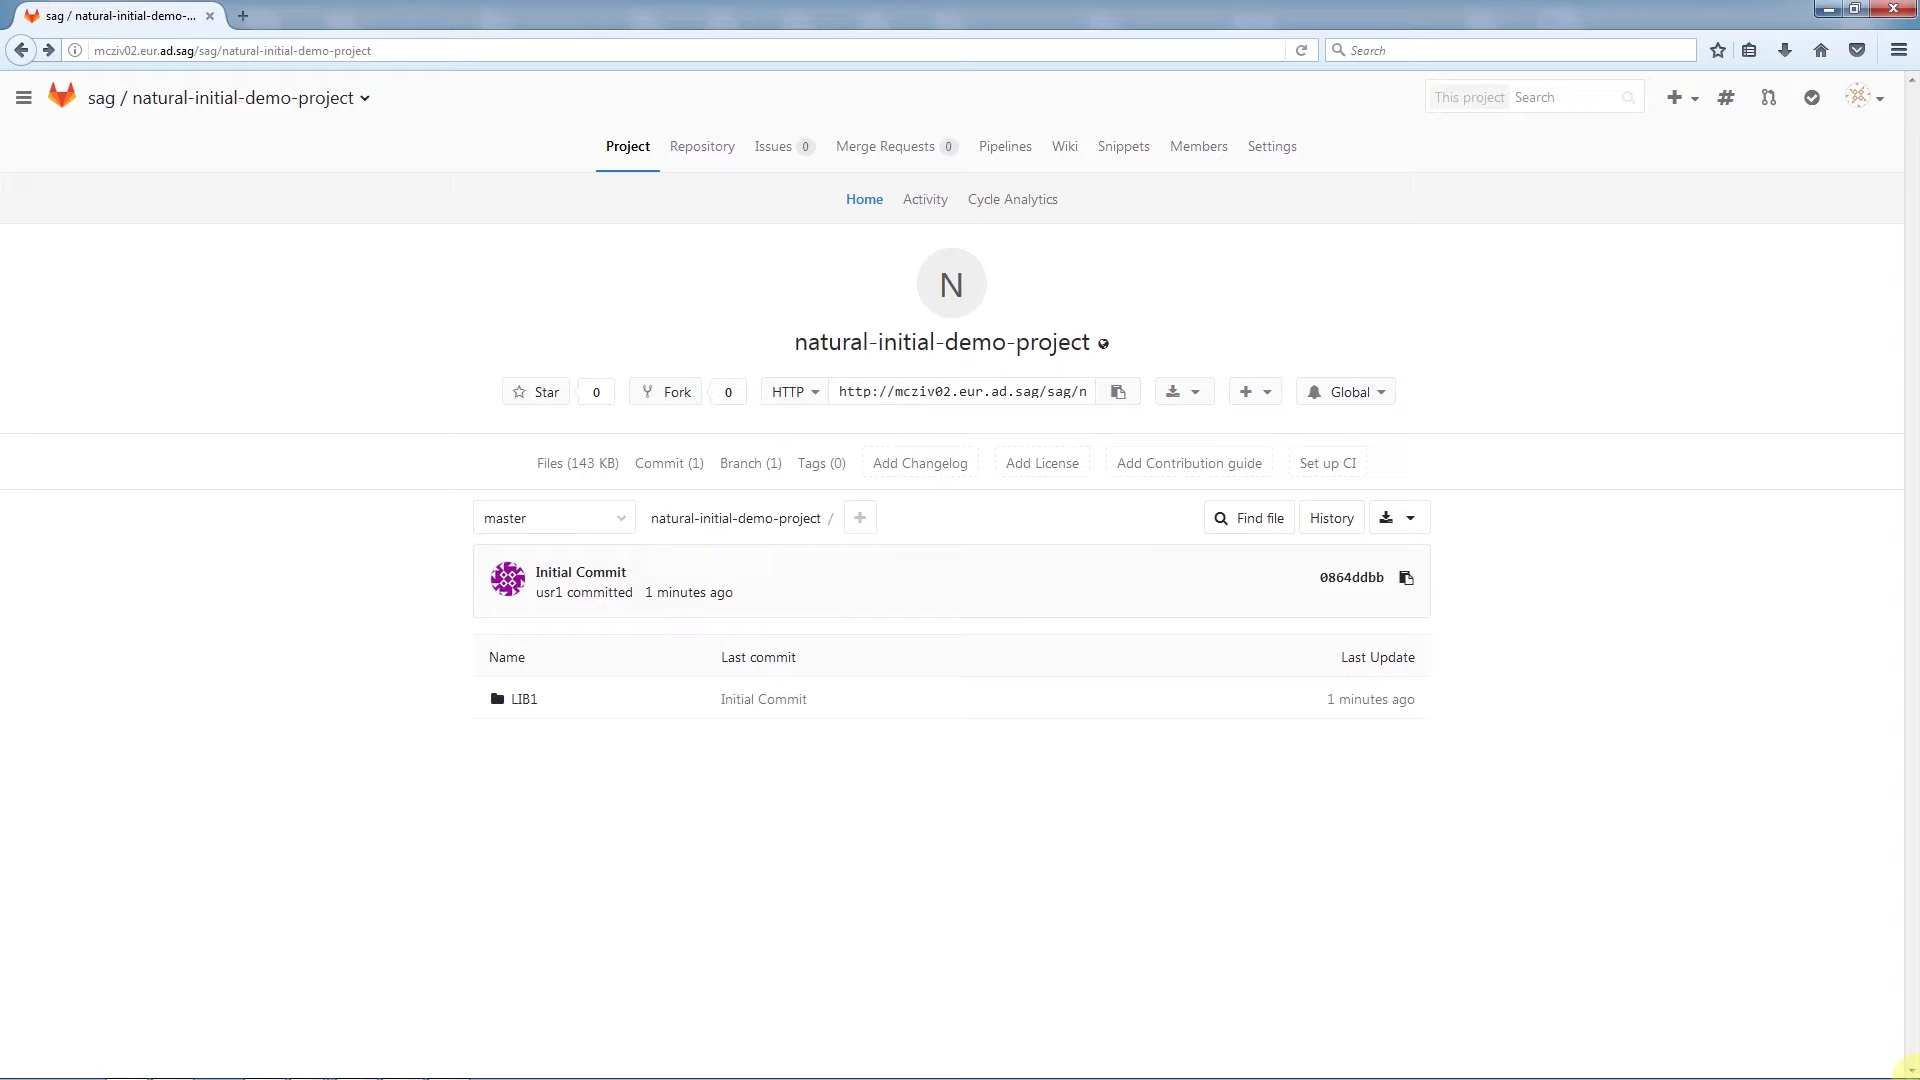 sag / natural-initial-demo-...
mcziv02.eur.ad.sag/sag/natural-initial-demo-project
Search
sag / natural-initial-demo-project
This project Search
Project Repository Issues 0 Merge Requests 0 Pipelines Wiki Snippets Members Settings
Home Activity Cycle Analytics
N
natural-initial-demo-project
Star 0 Fork 0 HTTP http://mcziv02.eur.ad.sag/sag/n Global
Files (143 KB) Commit (1) Branch (1) Tags (0) Add Changelog Add License Add Contribution guide Set up CI
master natural-initial-demo-project / Find file History
Initial Commit
0864ddbb
usr1 committed 1 minutes ago
Name Last commit Last Update
LIB1 Initial Commit 1 minutes ago